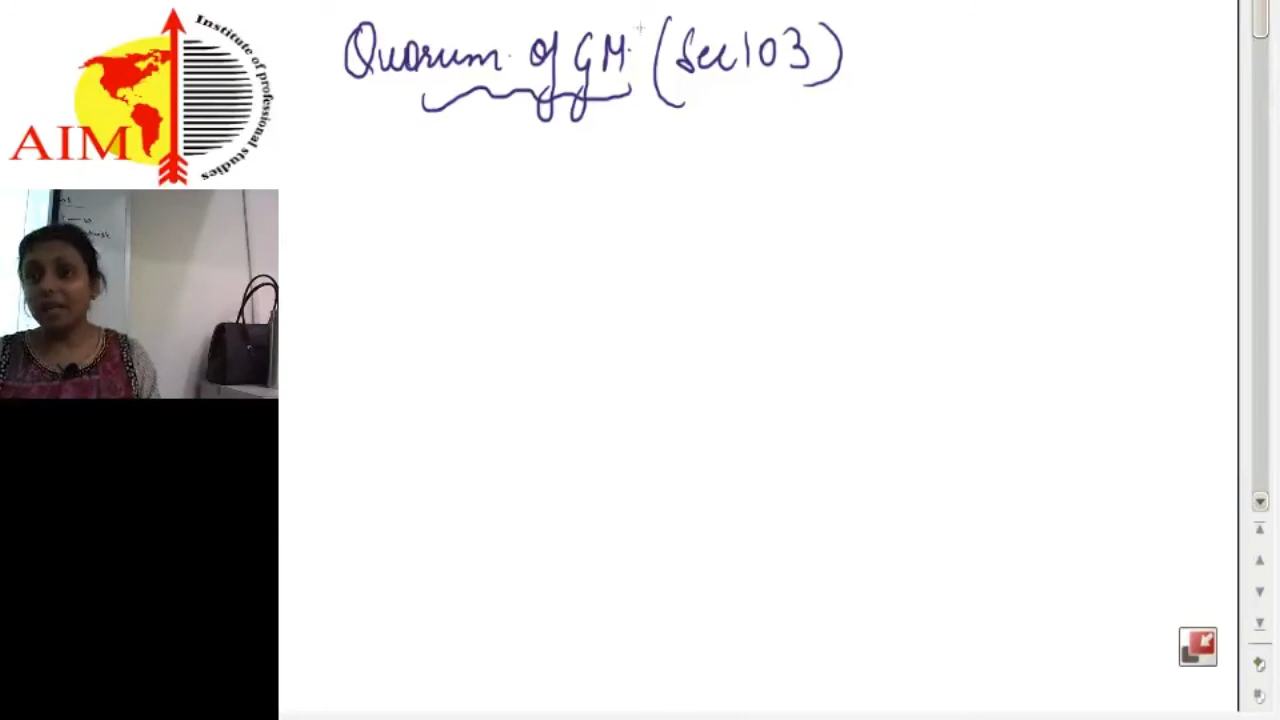 Quorum of GM. (Sec 103)
Institute of professional studies
AIM